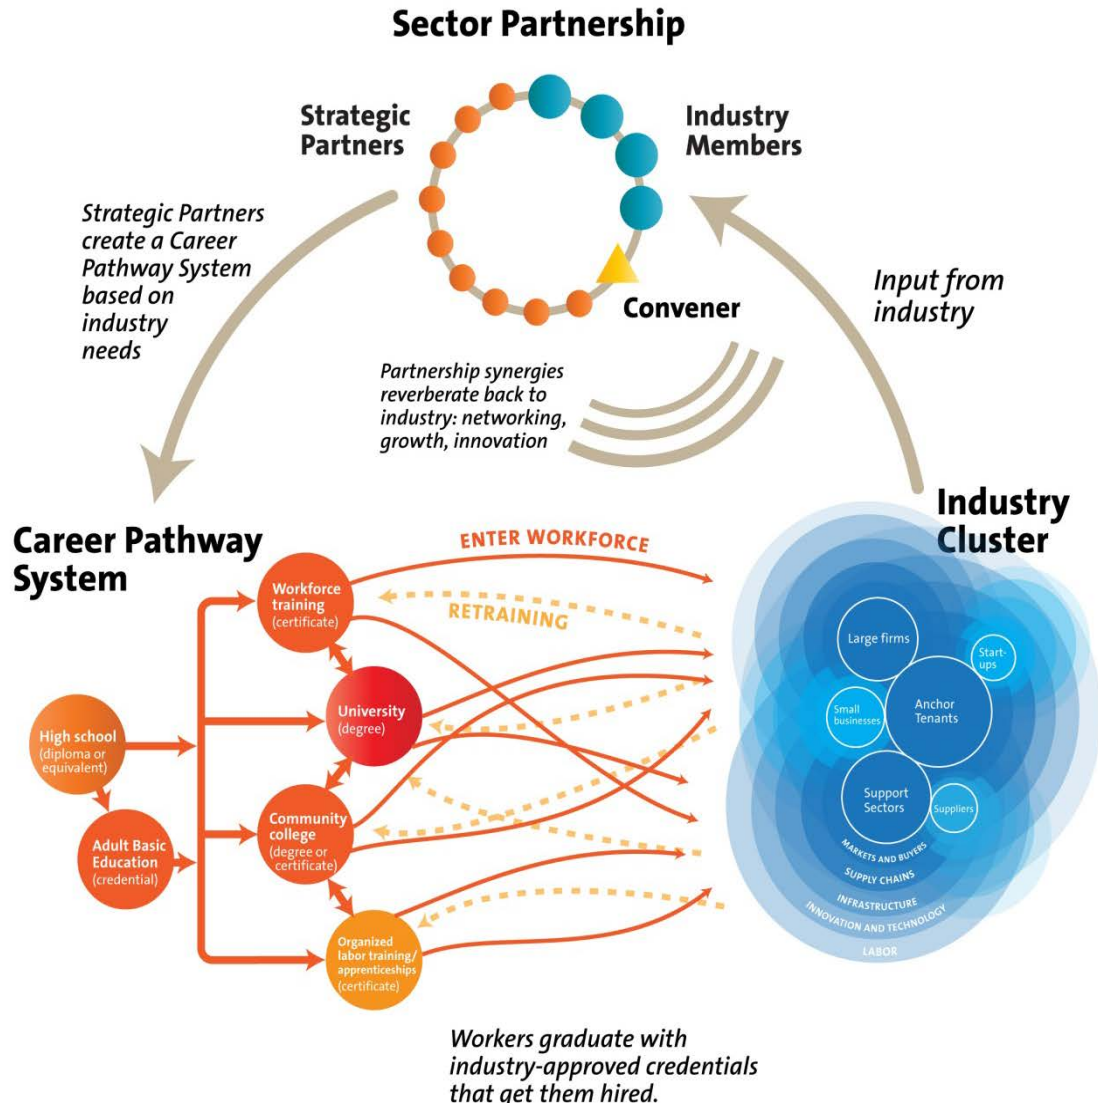 Sector Partnership
Strategic
Partners
Industry
Members
Convener
Strategic Partners
create a Career
Pathway System
based on
industry
needs
Input from
industry
Partnership synergies
reverberate back to
industry: networking,
growth, innovation
Career Pathway
System
Industry
Cluster
ENTER WORKFORCE
RETRAINING
High school
(diploma or
equivalent)
Adult Basic
Education
(credential)
Workforce
training
(certificate)
University
(degree)
Community
college
(degree or
certificate)
Organized
labor training/
apprenticeships
(certificate)
Large firms
Start-
ups
Small
businesses
Anchor
Tenants
Support
Sectors
Suppliers
MARKETS AND BUYERS
SUPPLY CHAINS
INFRASTRUCTURE
INNOVATION AND TECHNOLOGY
LABOR
Workers graduate with
industry-approved credentials
that get them hired.